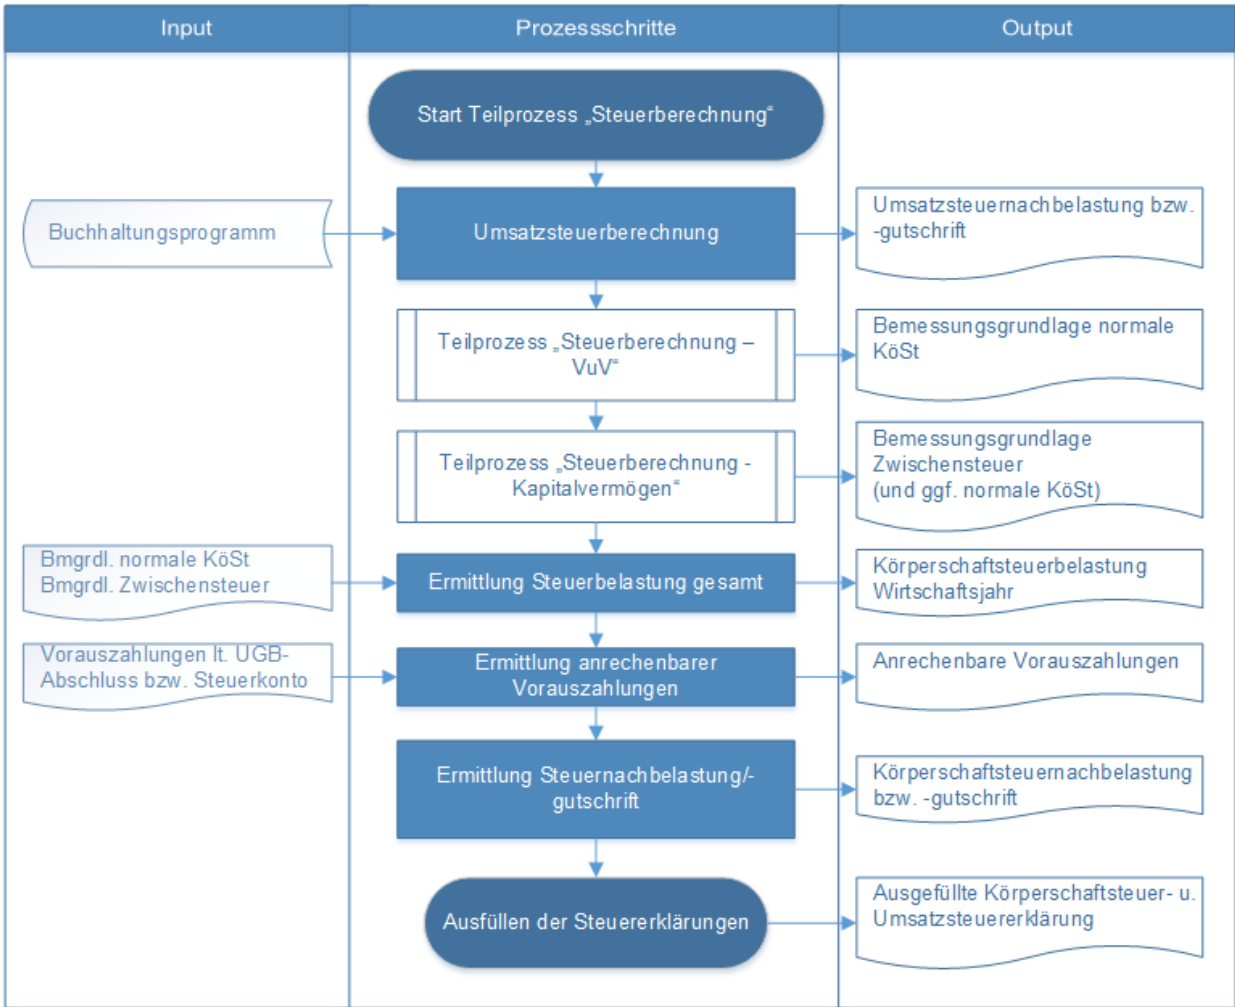 Input
Prozessschritte
Output
Start Teilprozess „Steuerberechnung“
Buchhaltungsprogramm
Umsatzsteuerberechnung
Umsatzsteuernachbelastung bzw.
-gutschrift
Teilprozess „Steuerberechnung –
VuV“
Bemessungsgrundlage normale
KöSt
Teilprozess „Steuerberechnung -
Kapitalvermögen“
Bemessungsgrundlage
Zwischensteuer
(und ggf. normale KöSt)
Bmgrdl. normale KöSt
Bmgrdl. Zwischensteuer
Ermittlung Steuerbelastung gesamt
Körperschaftsteuerbelastung
Wirtschaftsjahr
Vorauszahlungen lt. UGB-
Abschluss bzw. Steuerkonto
Ermittlung anrechenbarer
Vorauszahlungen
Anrechenbare Vorauszahlungen
Ermittlung Steuernachbelastung/-
gutschrift
Körperschaftsteuernachbelastung
bzw. -gutschrift
Ausfüllen der Steuererklärungen
Ausgefüllte Körperschaftsteuer- u.
Umsatzsteuererklärung